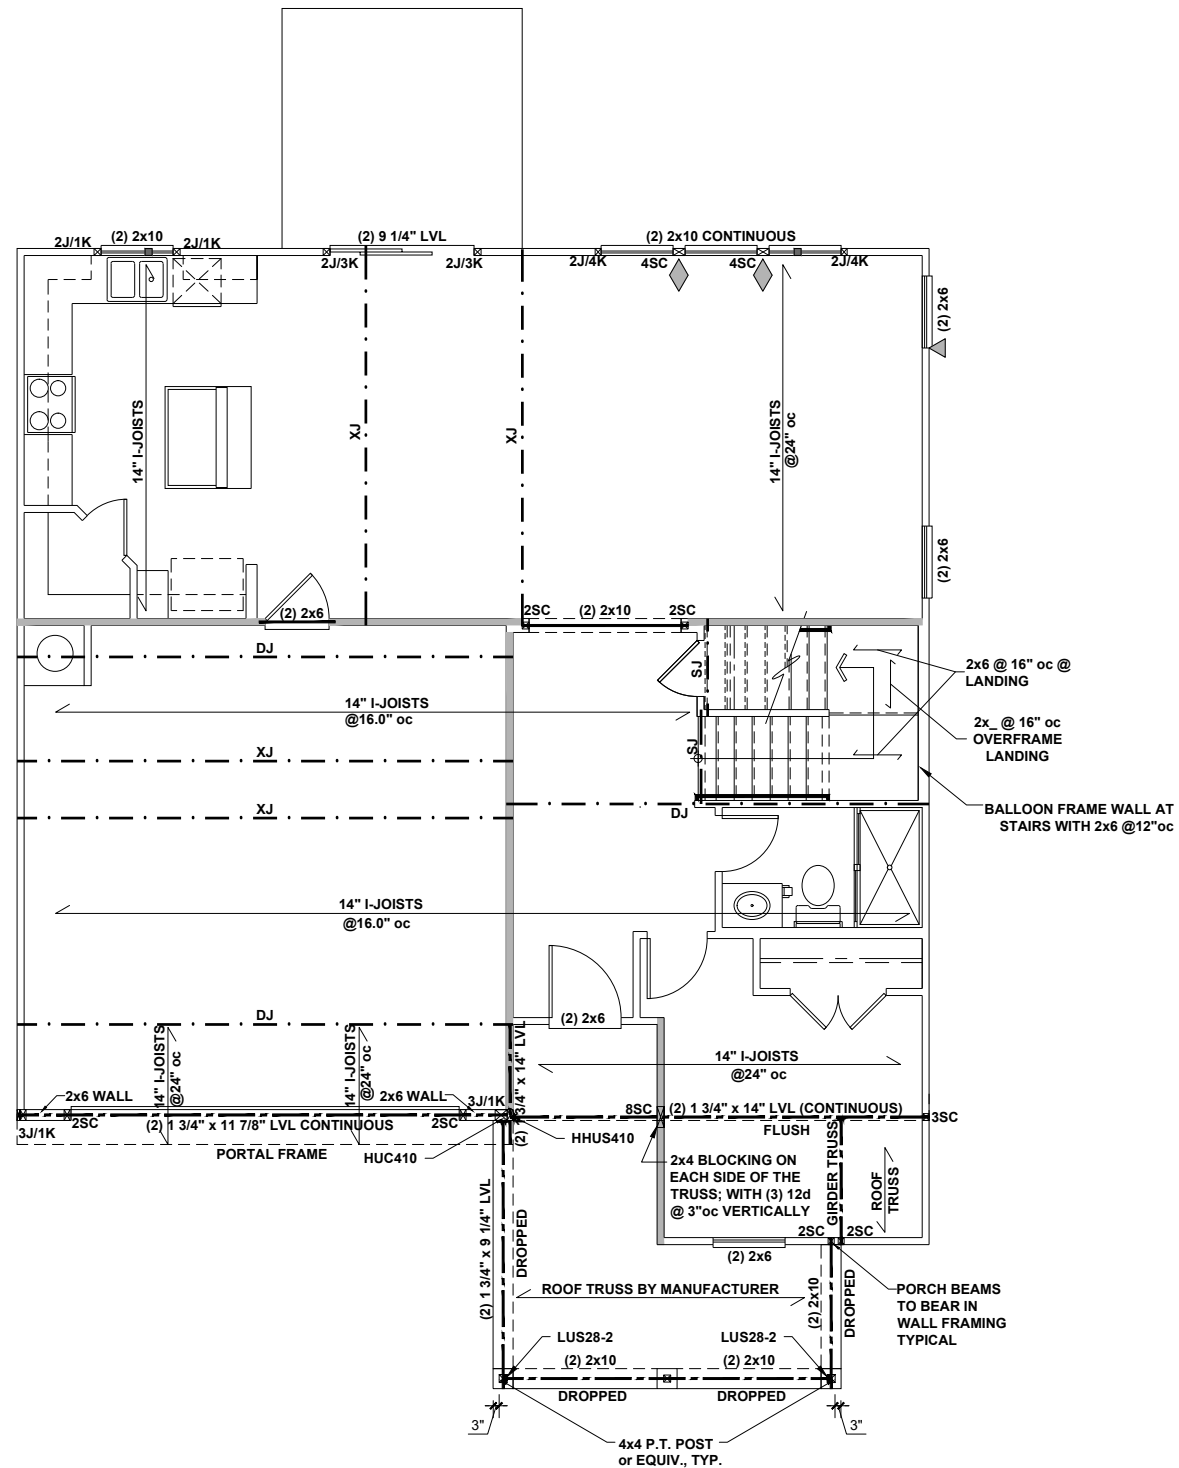 (2) 2x10
(2) 9 1/4" LVL
(2) 2x10 CONTINUOUS
2J/1K
2J/1K
2J/3K
2J/3K
2J/4K
4SC
4SC
2J/4K
(2) 2x6
14" I-JOISTS
XJ
XJ
14" I-JOISTS
@24" oc
(2) 2x6
(2) 2x6
2SC
(2) 2x10
2SC
DJ
SJ
2x6 @ 16" oc @
LANDING
14" I-JOISTS
@16.0" oc
2x_ @ 16" oc
OVERFRAME
LANDING
XJ
SJ
XJ
DJ
BALLOON FRAME WALL AT
STAIRS WITH 2x6 @12"oc
14" I-JOISTS
@16.0" oc
DJ
(2) 2x6
14" I-JOISTS
@24" oc
14" I-JOISTS
@24" oc
(2) 1 3/4" x 14" LVL
14" I-JOISTS
@24" oc
2x6 WALL
2x6 WALL
3J/1K
8SC
(2) 1 3/4" x 14" LVL (CONTINUOUS)
3SC
3J/1K
2SC
(2) 1 3/4" x 11 7/8" LVL CONTINUOUS
2SC
FLUSH
HHUS410
PORTAL FRAME
HUC410
2x4 BLOCKING ON
EACH SIDE OF THE
TRUSS; WITH (3) 12d
@ 3"oc VERTICALLY
GIRDER TRUSS
ROOF
TRUSS
2SC
2SC
(2) 2x6
(2) 1 3/4" x 9 1/4" LVL
DROPPED
ROOF TRUSS BY MANUFACTURER
(2) 2x10
DROPPED
PORCH BEAMS
TO BEAR IN
WALL FRAMING
TYPICAL
LUS28-2
LUS28-2
(2) 2x10
(2) 2x10
DROPPED
DROPPED
3"
3"
4x4 P.T. POST
or EQUIV., TYP.